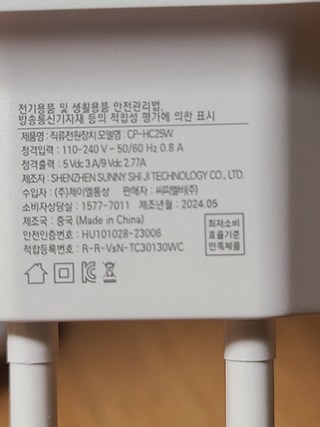 전기용품 및 생활용품 안전관리법,
방송통신기자재 등의 적합성 평가에 의한 표시
제품명 : 직류전원장치 모델명 : CP-HC25W
정격입력 : 110-240 V ~ 50/60 Hz 0.8 A
정격출력 : 5 Vdc 3 A/9 Vdc 2.77A
제조자 : SHENZHEN SUNNY SHI JI TECHNOLOGY CO., LTD.
수입자 : (주)제이엘통상 판매자 : 씨피엘비(주)
소비자상담실 : 1577-7011 제조년월 : 2024.05
제조국 : 중국 (Made in China)
안전인증번호 : HU101028-23006
적합등록번호 : R-R-VsN-TC30130WC
최저소비
효율기준
만족제품